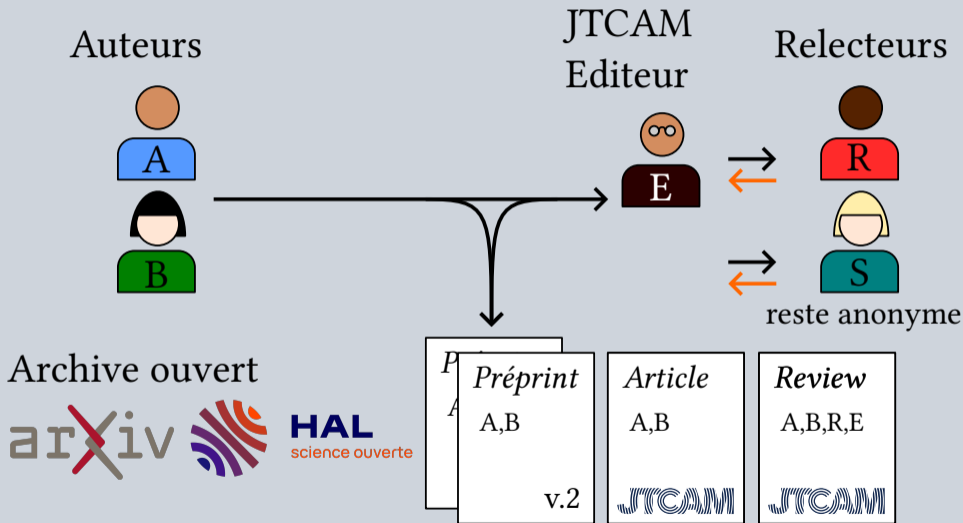 Auteurs
JTCAM
Editeur
Relecteurs
A
E
R
B
S
reste anonyme
Archive ouvert
arXiv
HAL
science ouverte
Préprint
A,B
v.2
Article
A,B
JTCAM
Review
A,B,R,E
JTCAM